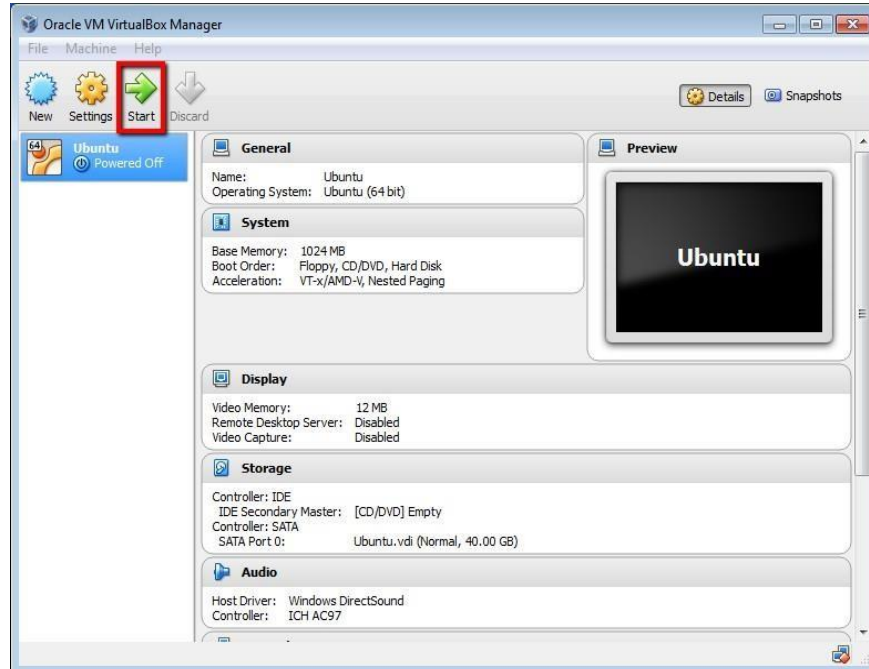 Oracle VM VirtualBox Manager
File Machine Help
New Settings Start Discard
Details Snapshots
64
Ubuntu
Powered Off
General
Name: Ubuntu
Operating System: Ubuntu (64 bit)
System
Base Memory: 1024 MB
Boot Order: Floppy, CD/DVD, Hard Disk
Acceleration: VT-x/AMD-V, Nested Paging
Preview
Ubuntu
Display
Video Memory: 12 MB
Remote Desktop Server: Disabled
Video Capture: Disabled
Storage
Controller: IDE
IDE Secondary Master: [CD/DVD] Empty
Controller: SATA
SATA Port 0: Ubuntu.vdi (Normal, 40.00 GB)
Audio
Host Driver: Windows DirectSound
Controller: ICH AC97